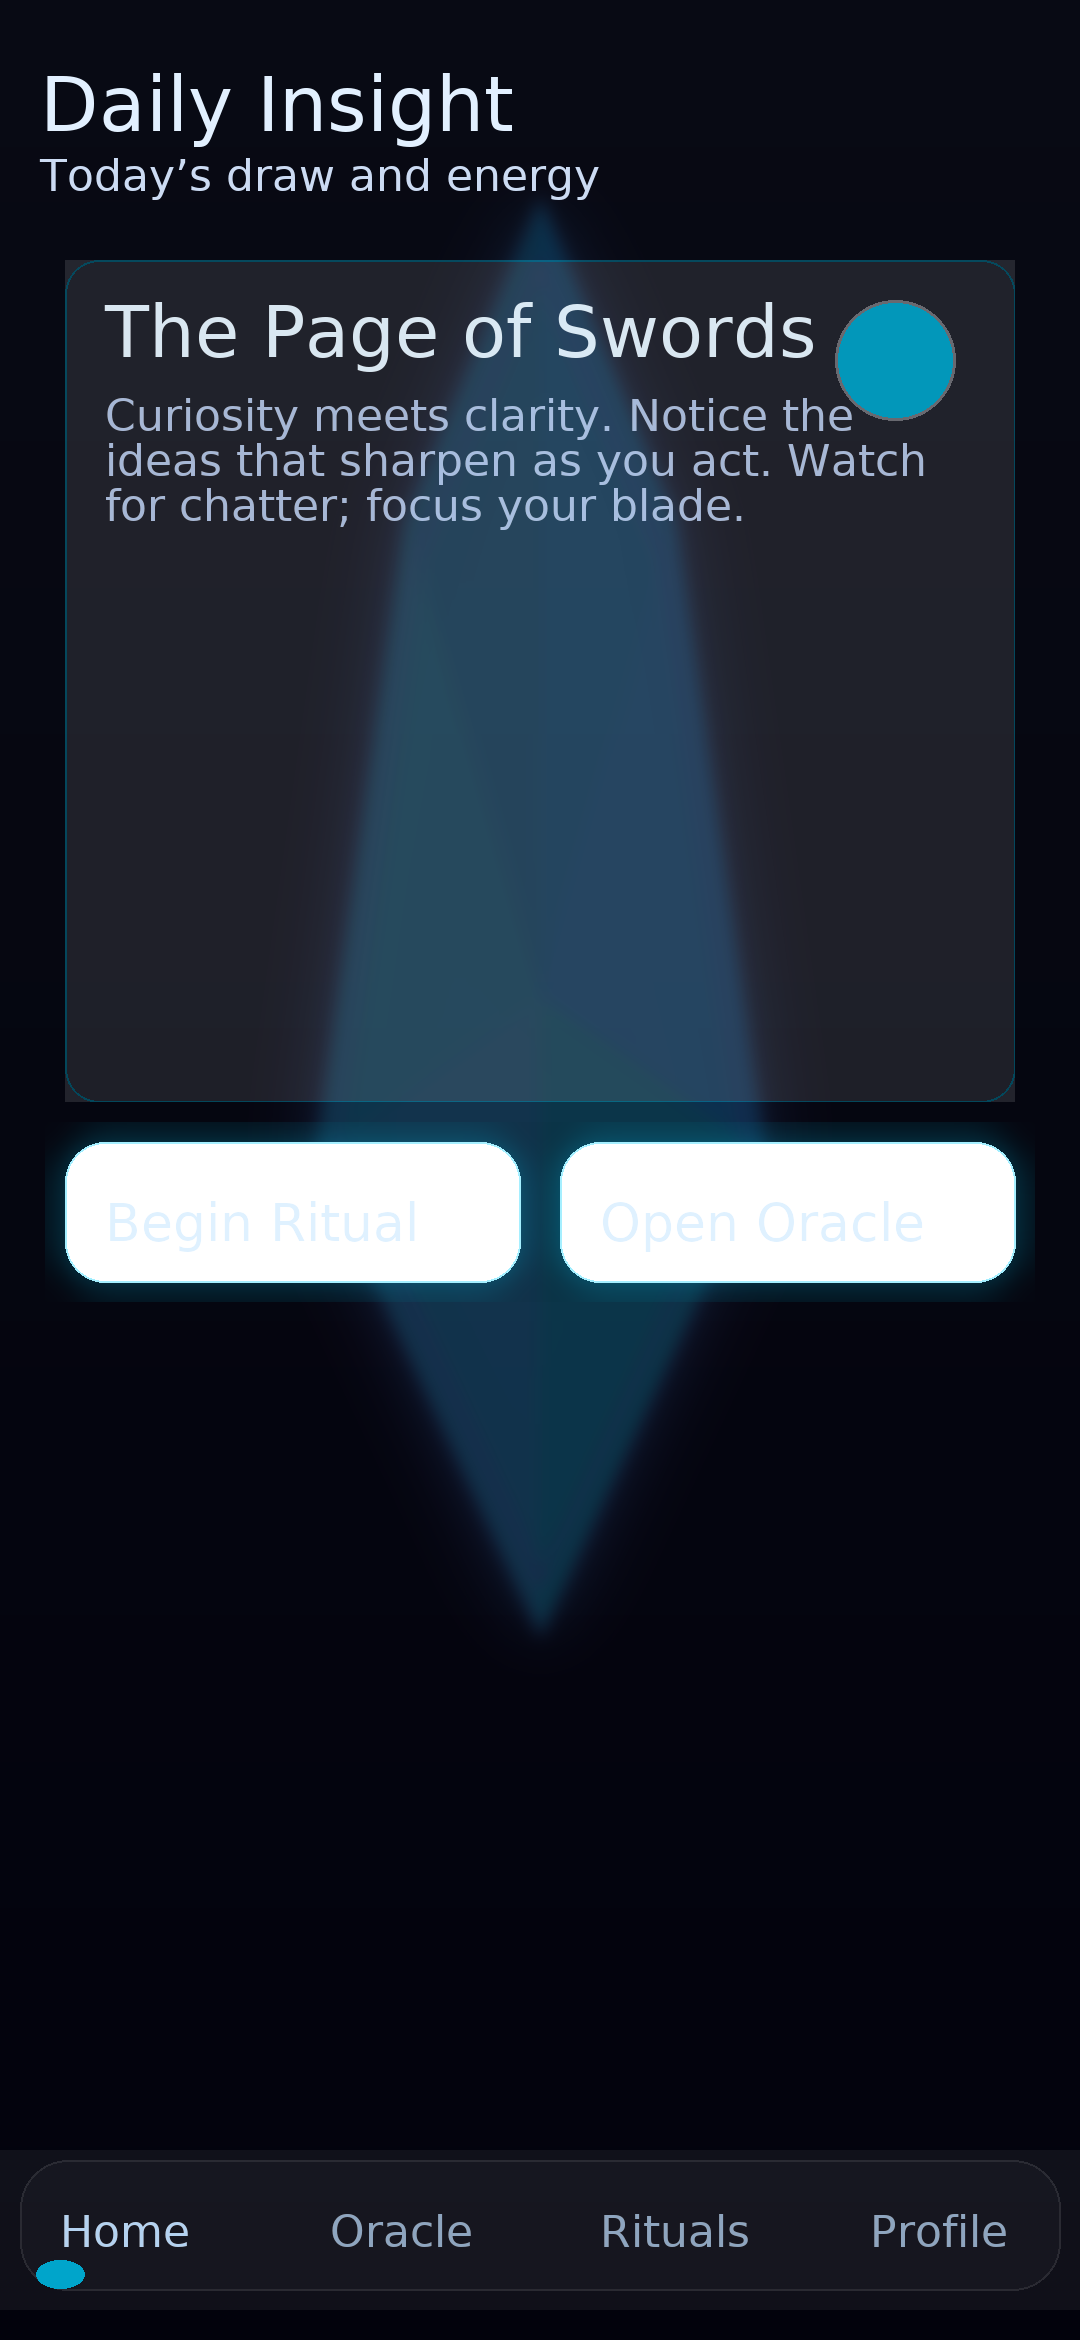 Daily Insight
Today’s draw and energy
The Page of Swords
Curiosity meets clarity. Notice the
ideas that sharpen as you act. Watch
for chatter; focus your blade.
Begin Ritual
Open Oracle
Home
Oracle
Rituals
Profile